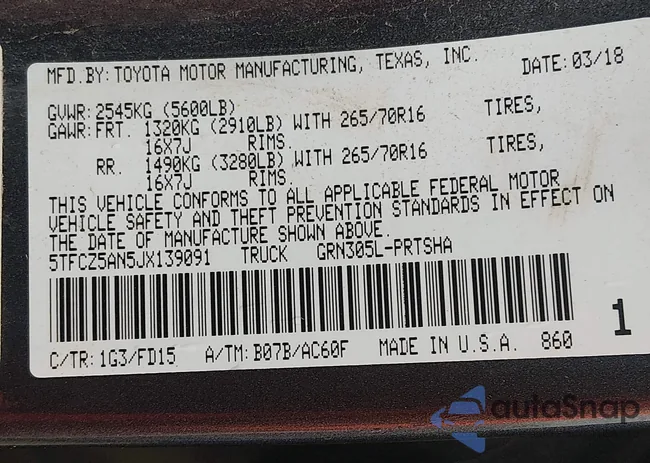 MFD.BY: TOYOTA MOTOR MANUFACTURING, TEXAS, INC. DATE: 03/18
GVWR: 2545KG (5600LB)
GAWR: FRT. 1320KG (2910LB) WITH 265/70R16 TIRES,
16X7J RIMS.
RR. 1490KG (3280LB) WITH 265/70R16 TIRES,
16X7J RIMS.
THIS VEHICLE CONFORMS TO ALL APPLICABLE FEDERAL MOTOR
VEHICLE SAFETY AND THEFT PREVENTION STANDARDS IN EFFECT ON
THE DATE OF MANUFACTURE SHOWN ABOVE.
5TFCZ5AN5JX139091 TRUCK GRN305L-PRTSHA
1
C/TR: 1G3/FD15 A/TM: B07B/AC60F MADE IN U.S.A. 860
autoSnap